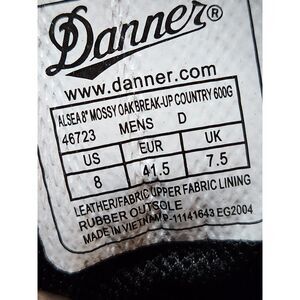 Danner®
www.danner.com
ALSEA 8" MOSSY OAK BREAK-UP COUNTRY 600G
46723 MENS D
US EUR UK
8 41.5 7.5
LEATHER/FABRIC UPPER FABRIC LINING
RUBBER OUTSOLE
MADE IN VIETNAM P-11141643 EG2004